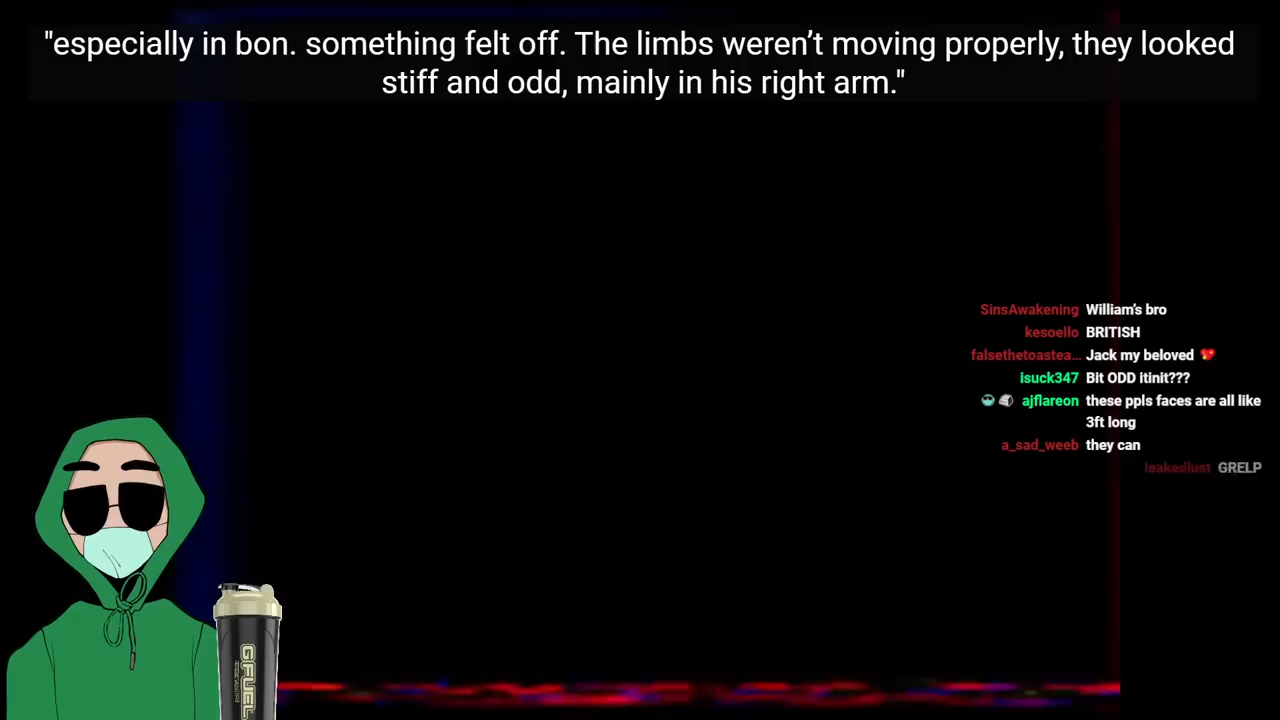 "especially in bon. something felt off. The limbs weren’t moving properly, they looked
stiff and odd, mainly in his right arm."
SinsAwakening William’s bro
kesoello BRITISH
falsethetoastea... Jack my beloved 💖
isuck347 Bit ODD itinit???
ajflareon these ppls faces are all like
3ft long
a_sad_weeb they can
leakedlust GRELP
GFUEL